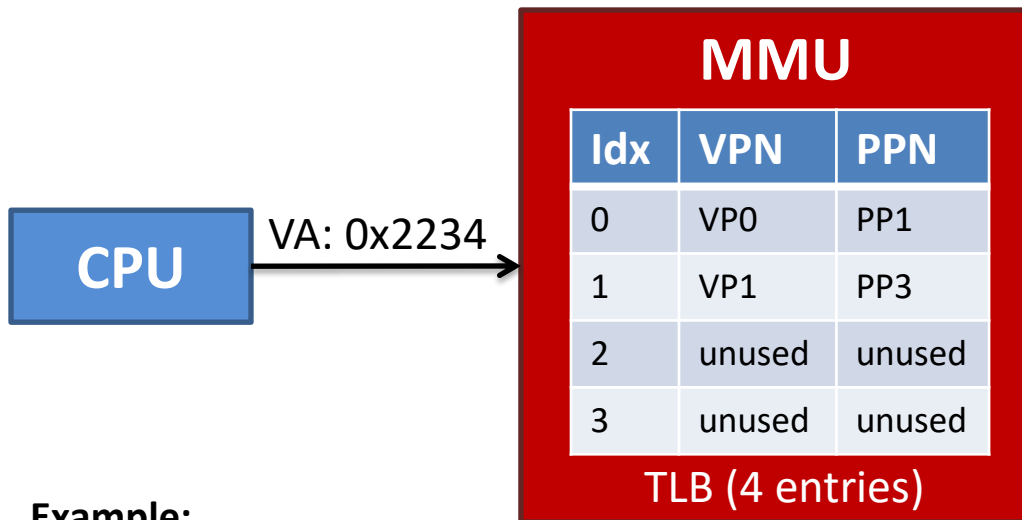 MMU
Idx VPN PPN
0 VP0 PP1
1 VP1 PP3
2 unused unused
3 unused unused
TLB (4 entries)
CPU
VA: 0x2234
Example: